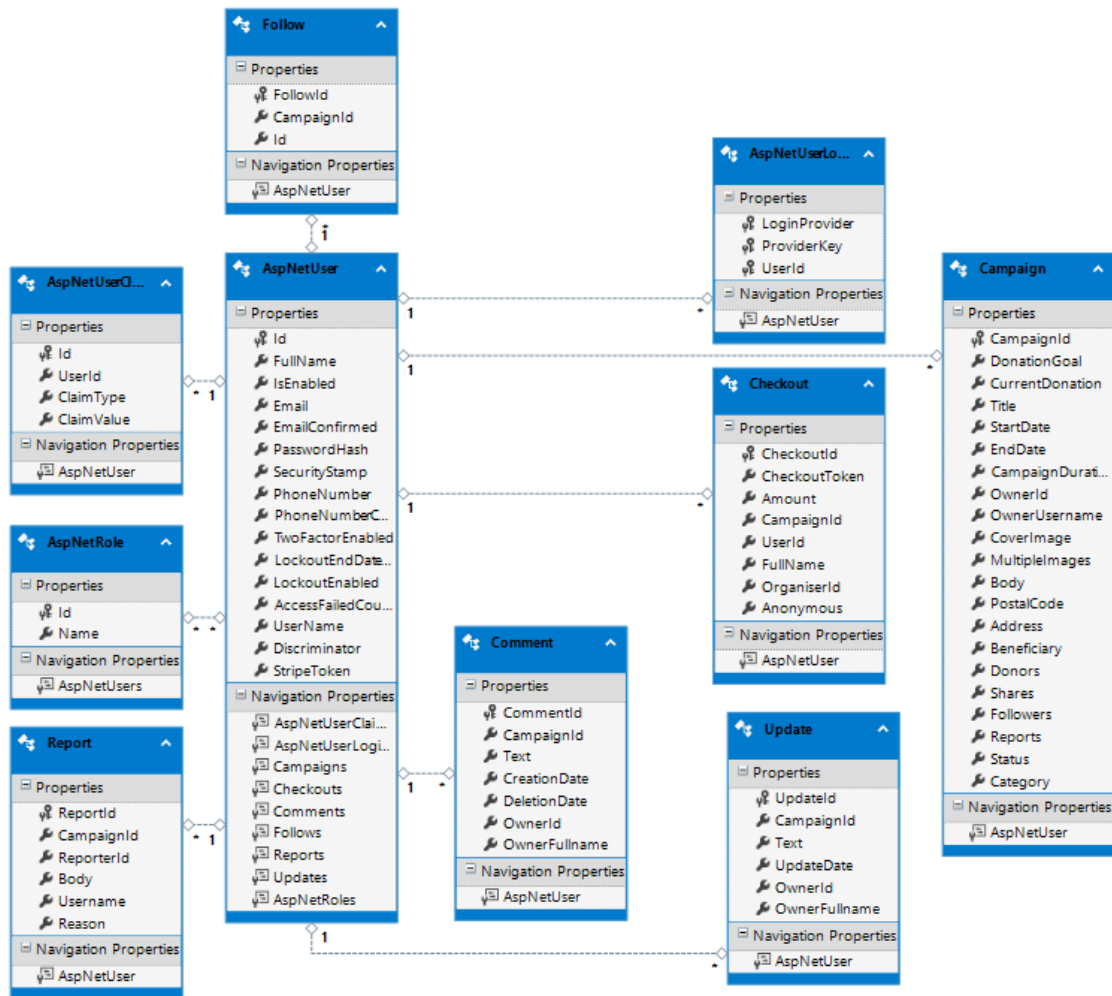 Follow
Properties
FollowId
CampaignId
Id
Navigation Properties
AspNetUser
*
1
AspNetUserCl...
Properties
Id
UserId
ClaimType
ClaimValue
Navigation Properties
AspNetUser
* 1
AspNetRole
Properties
Id
Name
Navigation Properties
AspNetUsers
* *
Report
Properties
ReportId
CampaignId
ReporterId
Body
Username
Reason
Navigation Properties
AspNetUser
* 1
AspNetUser
Properties
Id
FullName
IsEnabled
Email
EmailConfirmed
PasswordHash
SecurityStamp
PhoneNumber
PhoneNumberC...
TwoFactorEnabled
LockoutEndDate...
LockoutEnabled
AccessFailedCou...
UserName
Discriminator
StripeToken
Navigation Properties
AspNetUserClai...
AspNetUserLogi...
Campaigns
Checkouts
Comments
Follows
Reports
Updates
AspNetRoles
1 *
1 *
1 *
1 *
1 *
Comment
Properties
CommentId
CampaignId
Text
CreationDate
DeletionDate
OwnerId
OwnerFullname
Navigation Properties
AspNetUser
AspNetUserLo...
Properties
LoginProvider
ProviderKey
UserId
Navigation Properties
AspNetUser
Checkout
Properties
CheckoutId
CheckoutToken
Amount
CampaignId
UserId
FullName
OrganiserId
Anonymous
Navigation Properties
AspNetUser
Update
Properties
UpdateId
CampaignId
Text
UpdateDate
OwnerId
OwnerFullname
Navigation Properties
AspNetUser
Campaign
Properties
CampaignId
DonationGoal
CurrentDonation
Title
StartDate
EndDate
CampaignDurati...
OwnerId
OwnerUsername
CoverImage
MultipleImages
Body
PostalCode
Address
Beneficiary
Donors
Shares
Followers
Reports
Status
Category
Navigation Properties
AspNetUser